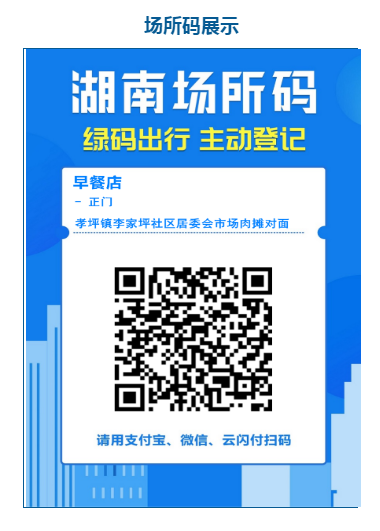 场所码展示
湖南场所码
绿码出行 主动登记
早餐店
- 正门
孝坪镇李家坪社区居委会市场肉摊对面
请用支付宝、微信、云闪付扫码